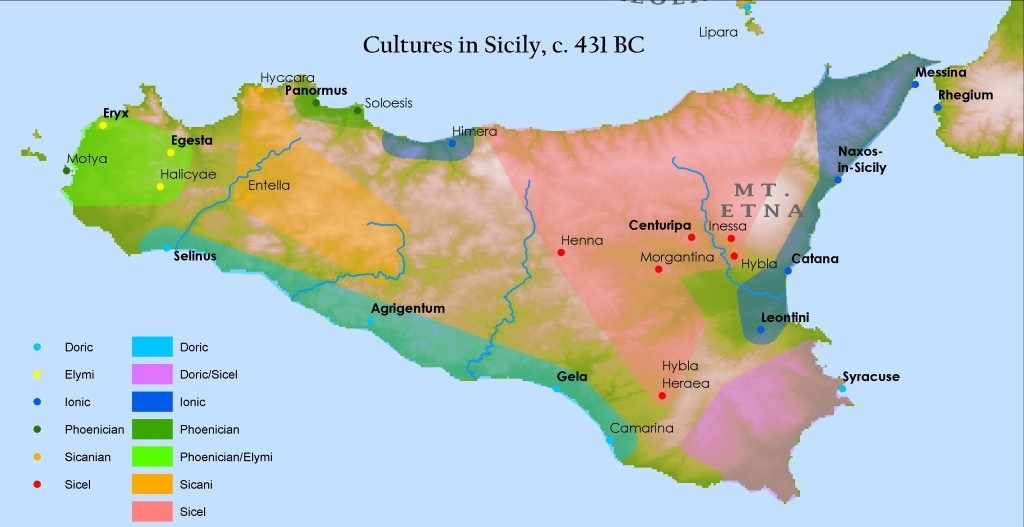 Lipara
Cultures in Sicily, c. 431 BC
Hyccara
Panormus
Soloesis
Messina
Rhegium
Eryx
Egesta
Himera
Motya
Halicyae
Entella
Naxos-
in-Sicily
MT.
ETNA
Selinus
Henna
Centuripa
Inessa
Morgantina
Hybla
Catana
Agrigentum
Leontini
Gela
Hybla
Heraea
Syracuse
Camarina
Doric
Elymi
Ionic
Phoenician
Sicanian
Sicel
Doric
Doric/Sicel
Ionic
Phoenician
Phoenician/Elymi
Sicani
Sicel